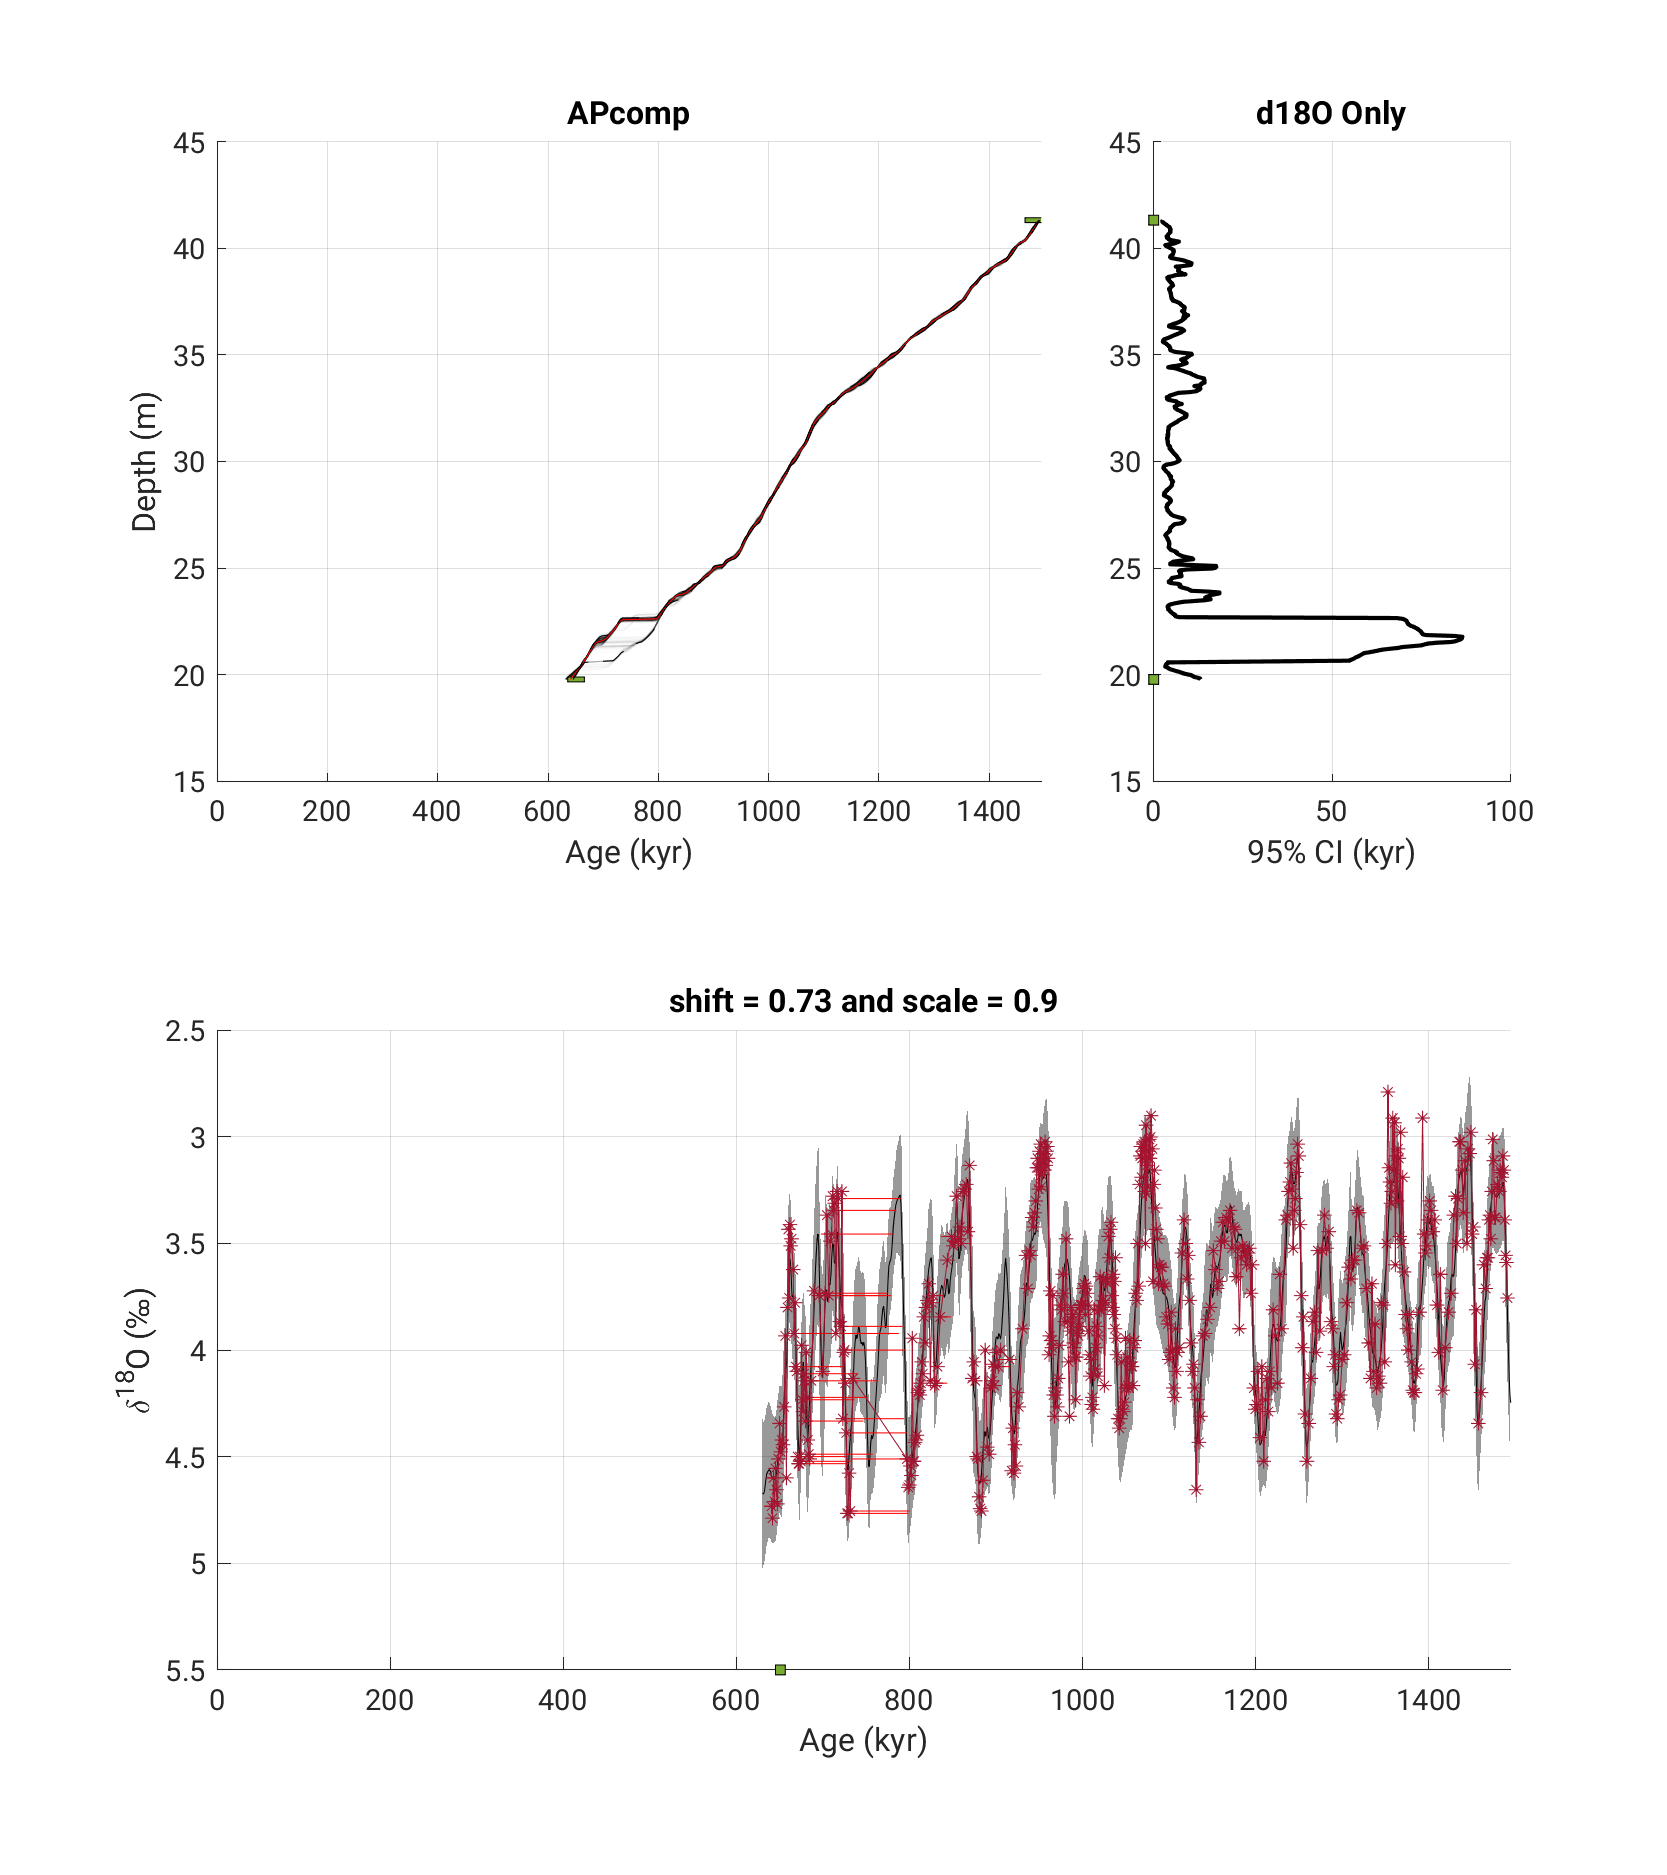 APcomp
d18O Only
45
40
35
30
25
20
15
Depth (m)
0 200 400 600 800 1000 1200 1400
Age (kyr)
45
40
35
30
25
20
15
0 50 100
95% CI (kyr)
shift = 0.73 and scale = 0.9
2.5
3
3.5
4
4.5
5
5.5
δ¹⁸O (‰)
0 200 400 600 800 1000 1200 1400
Age (kyr)